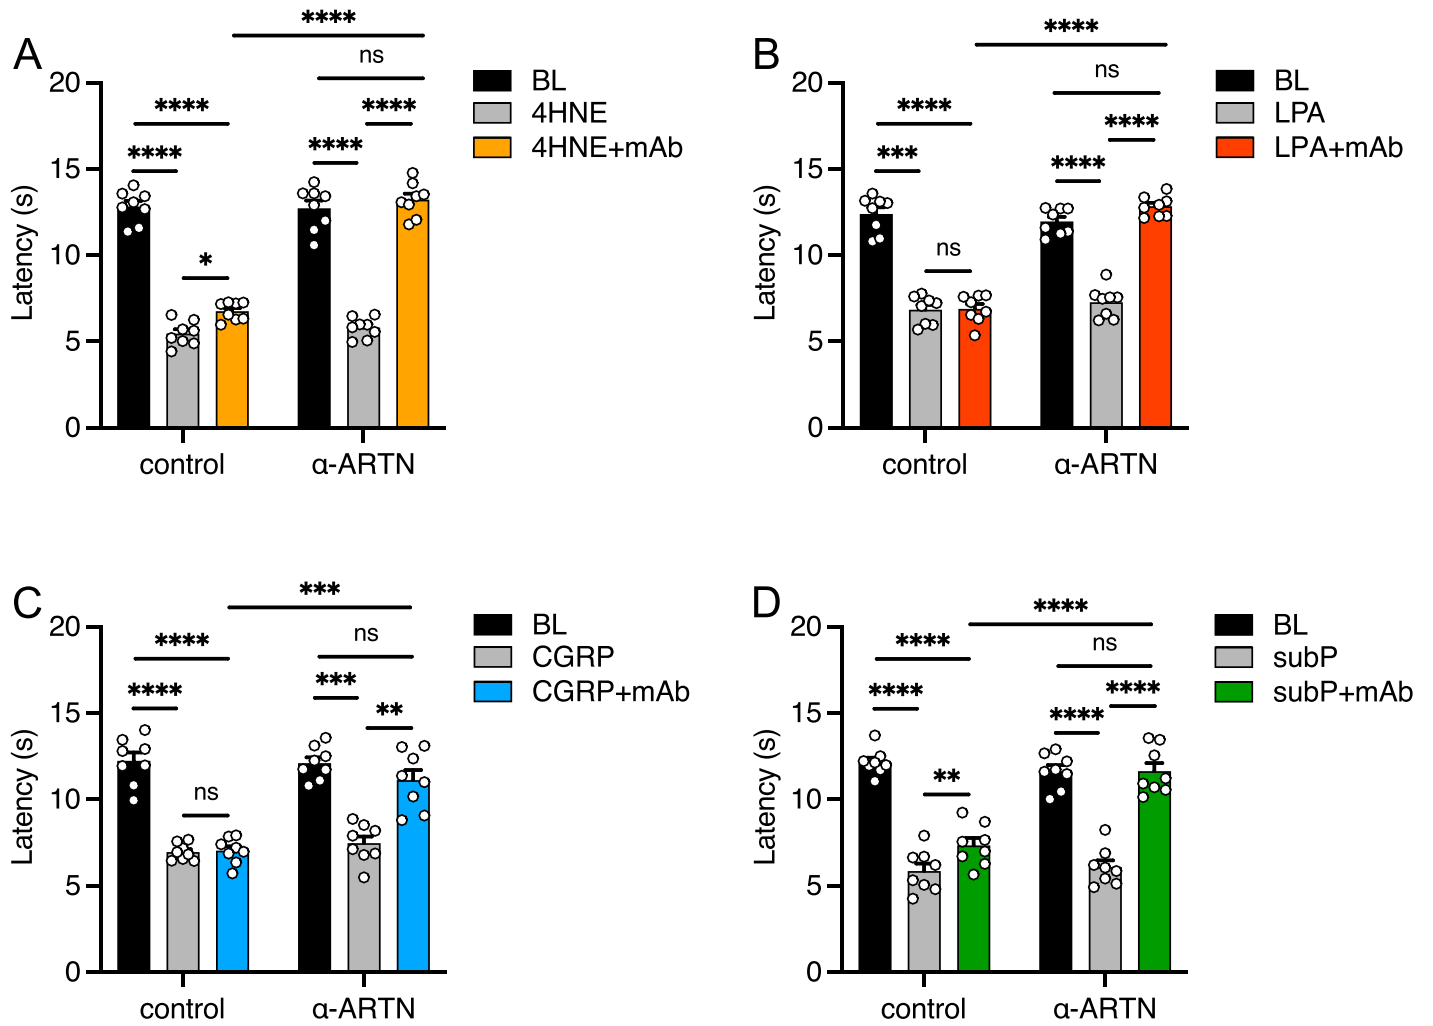 A
****
ns
****
****
****
****
*
20
15
10
5
0
Latency (s)
control
α-ARTN
BL
4HNE
4HNE+mAb
B
****
ns
****
****
***
****
ns
20
15
10
5
0
Latency (s)
control
α-ARTN
BL
LPA
LPA+mAb
C
***
ns
****
***
****
**
ns
20
15
10
5
0
Latency (s)
control
α-ARTN
BL
CGRP
CGRP+mAb
D
****
ns
****
****
****
****
**
20
15
10
5
0
Latency (s)
control
α-ARTN
BL
subP
subP+mAb